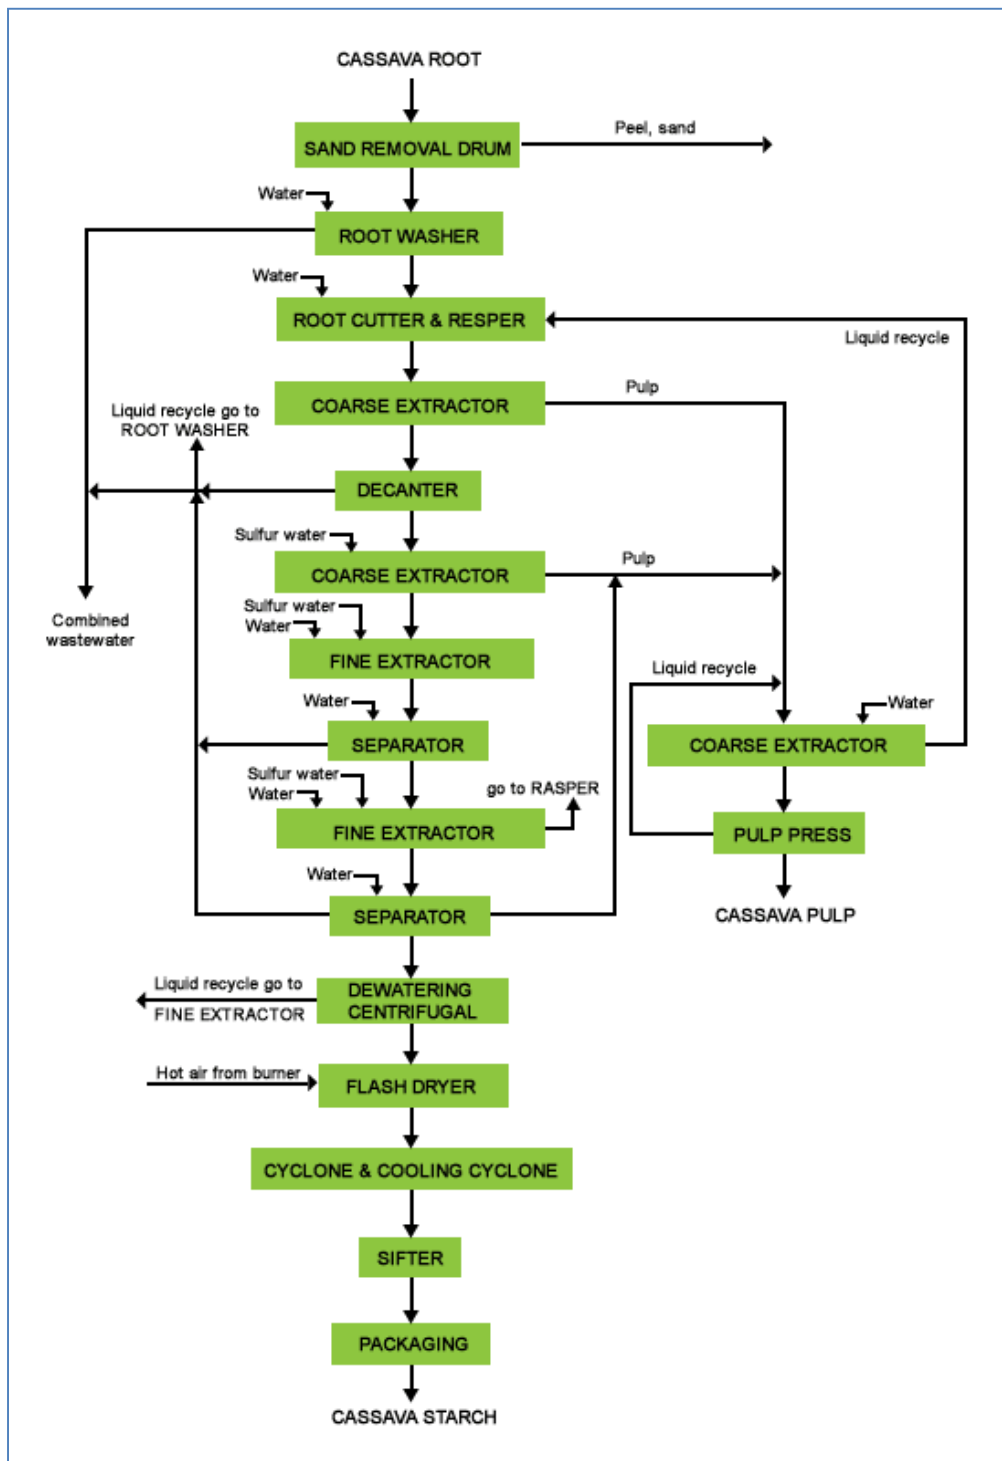 CASSAVA ROOT
SAND REMOVAL DRUM
Peel, sand
Water
ROOT WASHER
Water
ROOT CUTTER & RESPER
Liquid recycle
COARSE EXTRACTOR
Pulp
Liquid recycle go to
ROOT WASHER
DECANTER
Sulfur water
COARSE EXTRACTOR
Pulp
Combined
wastewater
Sulfur water
Water
FINE EXTRACTOR
Liquid recycle
Water
SEPARATOR
Water
COARSE EXTRACTOR
Sulfur water
Water
FINE EXTRACTOR
go to RASPER
PULP PRESS
Water
SEPARATOR
CASSAVA PULP
Liquid recycle go to
FINE EXTRACTOR
DEWATERING
CENTRIFUGAL
Hot air from burner
FLASH DRYER
CYCLONE & COOLING CYCLONE
SIFTER
PACKAGING
CASSAVA STARCH